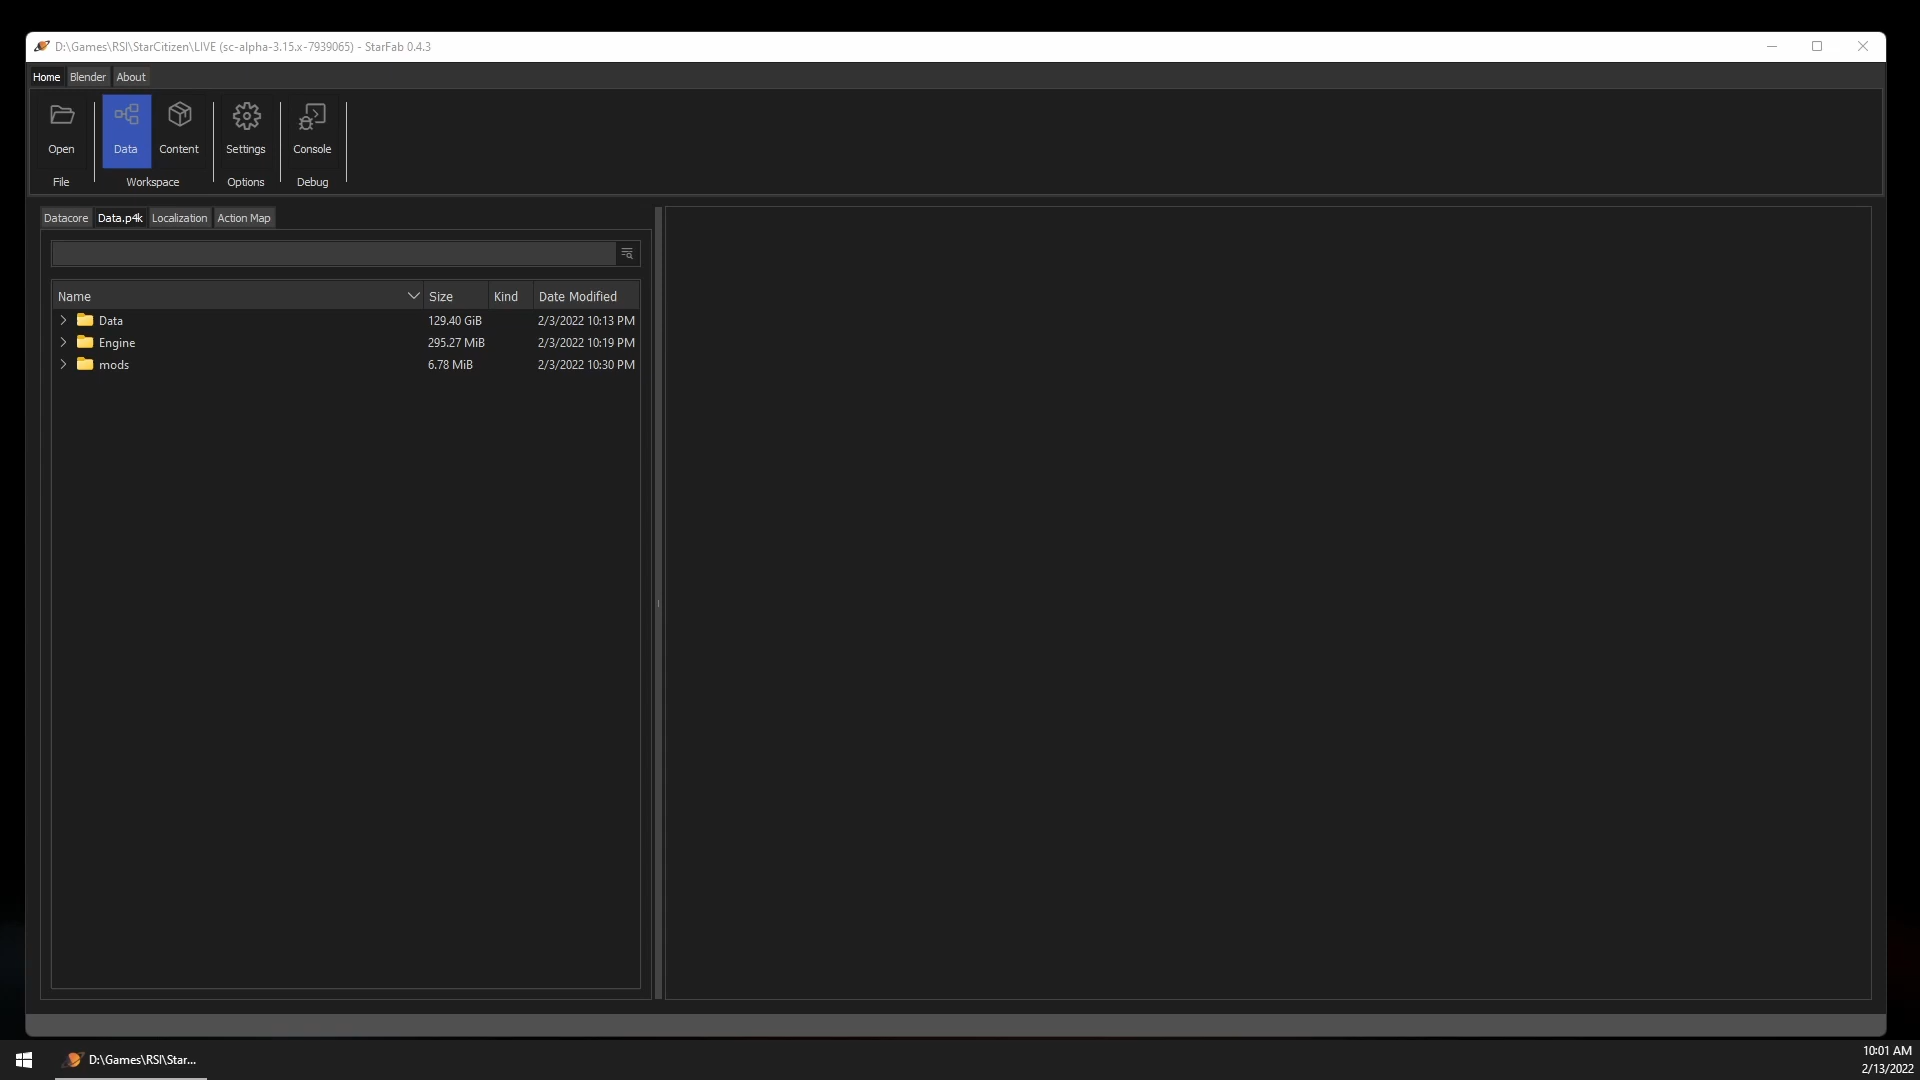 D:\Games\RSI\StarCitizen\LIVE (sc-alpha-3.15.x-7939065) - StarFab 0.4.3
Home Blender About
Open Data Content Settings Console
File Workspace Options Debug
Datacore Data.p4k Localization Action Map
Name Size Kind Date Modified
Data 129.40 GiB 2/3/2022 10:13 PM
Engine 295.27 MiB 2/3/2022 10:19 PM
mods 6.78 MiB 2/3/2022 10:30 PM
D:\Games\RSI\Star...
10:01 AM
2/13/2022